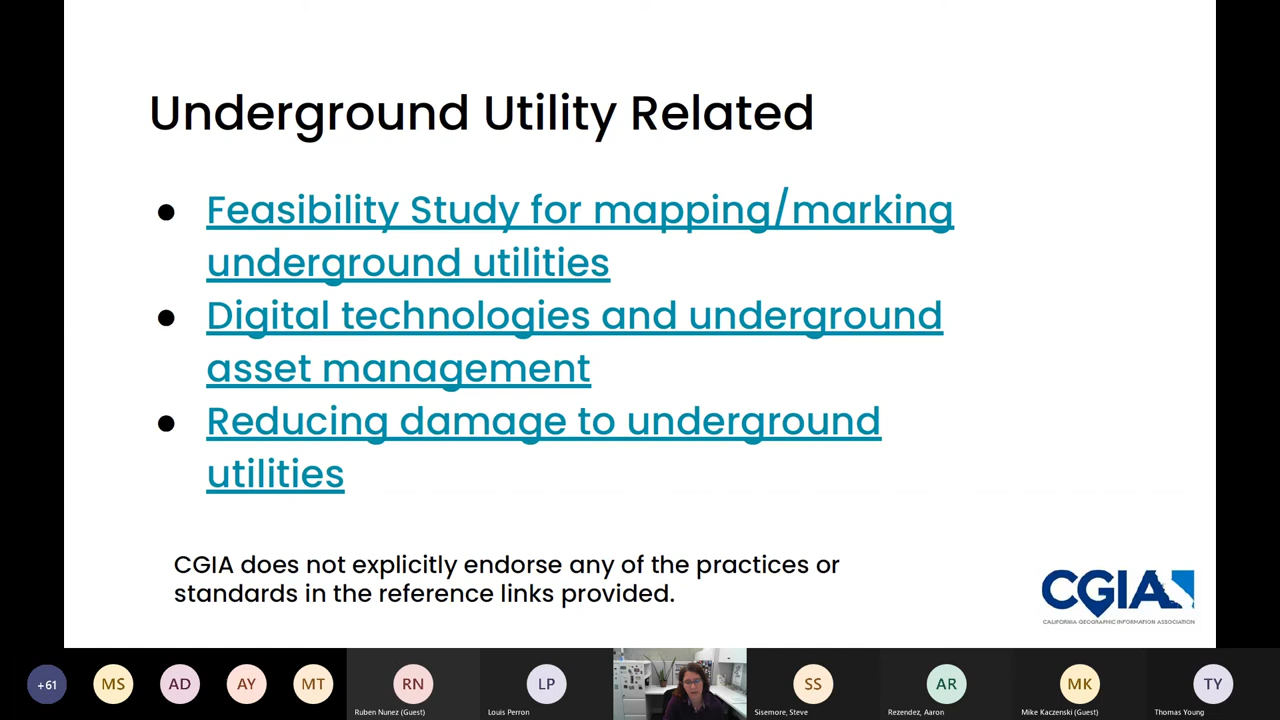 Underground Utility Related
● Feasibility Study for mapping/marking
underground utilities
● Digital technologies and underground
asset management
● Reducing damage to underground
utilities
CGIA does not explicitly endorse any of the practices or
standards in the reference links provided.
CGIA
CALIFORNIA GEOGRAPHIC INFORMATION ASSOCIATION
+61 MS AD AY MT RN LP SS AR MK TY
Ruben Nunez (Guest) Louis Perron Sisemore, Steve Rezendez, Aaron Mike Kaczenski (Guest) Thomas Young